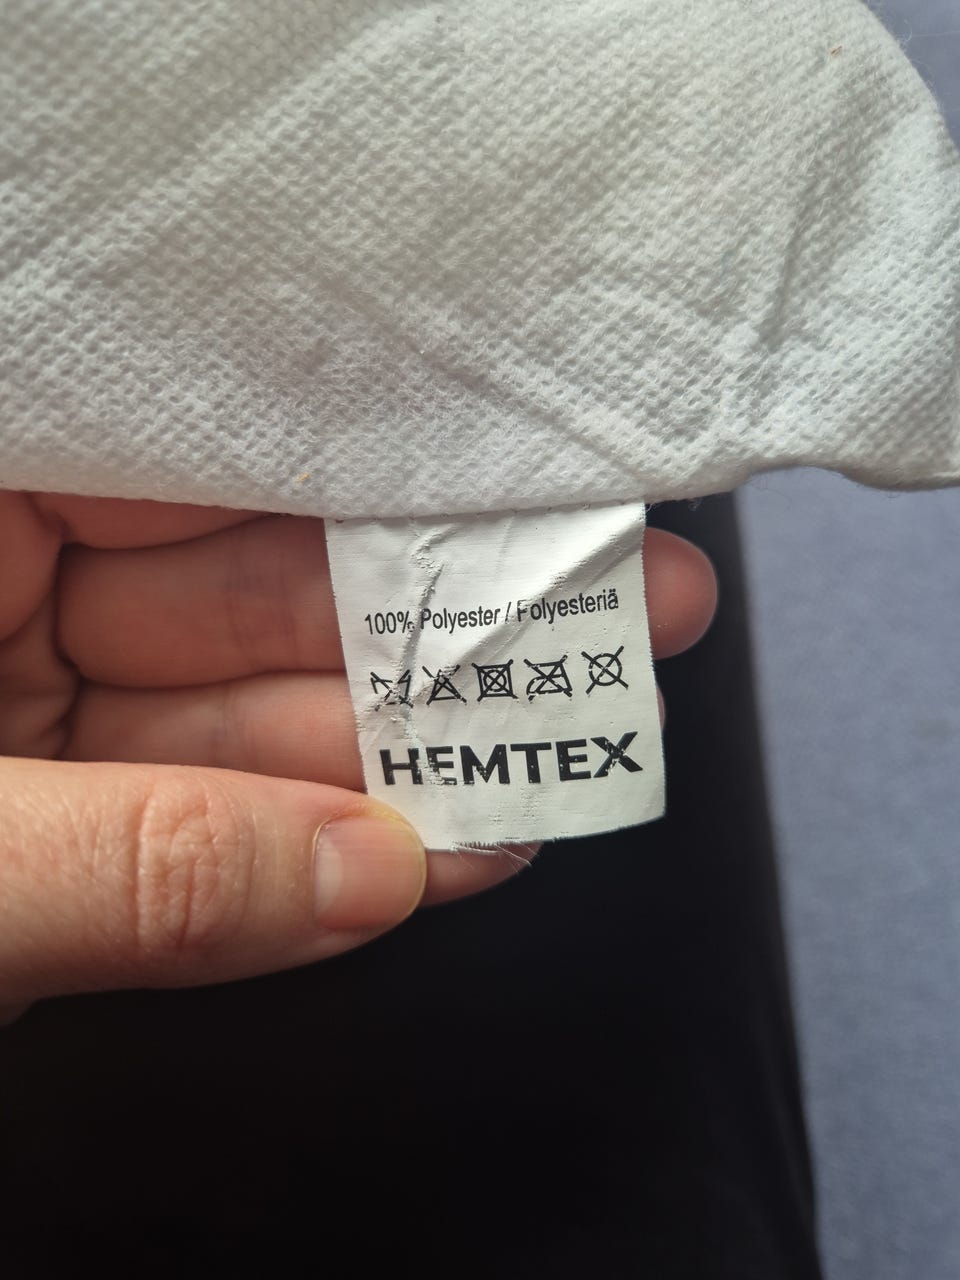 100% Polyester / Polyesteriä
HEMTEX